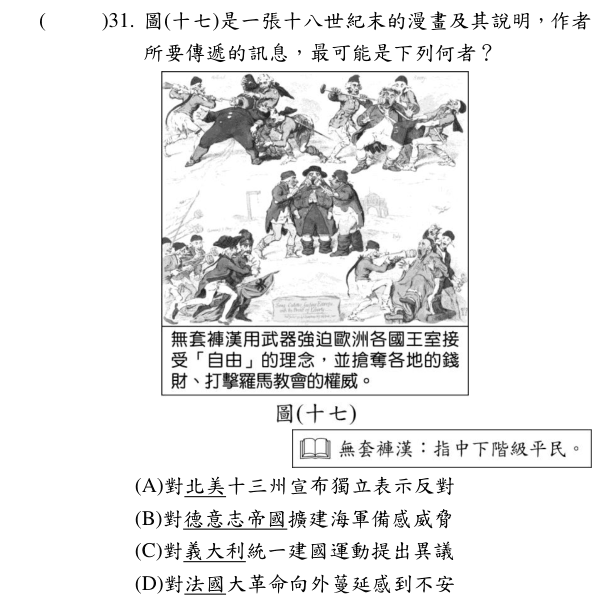 (　　)31. 圖(十七)是一張十八世紀末的漫畫及其說明，作者
所要傳遞的訊息，最可能是下列何者？
無套褲漢用武器強迫歐洲各國王室接
受「自由」的理念，並搶奪各地的錢
財、打擊羅馬教會的權威。
圖(十七)
無套褲漢：指中下階級平民。
(A)對北美十三州宣布獨立表示反對
(B)對德意志帝國擴建海軍備感威脅
(C)對義大利統一建國運動提出異議
(D)對法國大革命向外蔓延感到不安